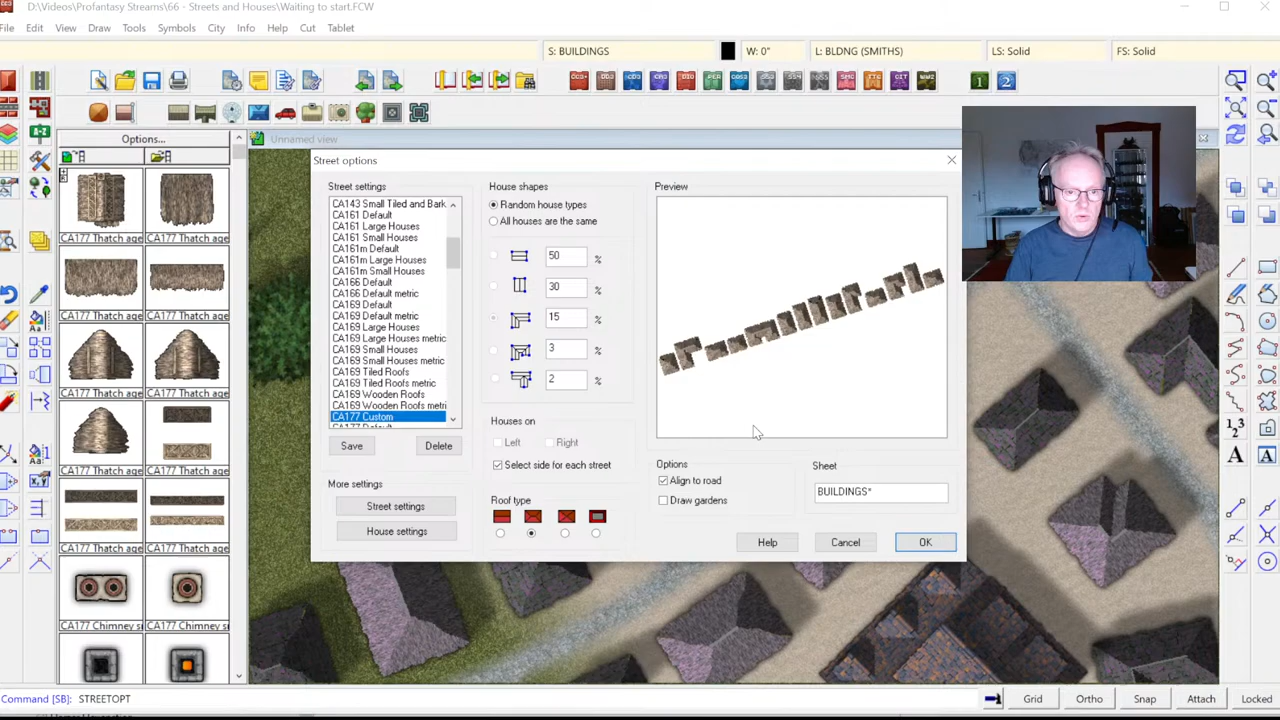 D:\Videos\Profantasy Streams\66 - Streets and Houses\Waiting to start.FCW
File Edit View Draw Tools Symbols City Info Help Cut Tablet
S: BUILDINGS W: 0" L: BLDNG (SMITHS) LS: Solid FS: Solid
Options...
Unnamed view
CA177 Thatch age CA177 Thatch age
CA177 Thatch age CA177 Thatch age
CA177 Thatch age CA177 Thatch age
CA177 Thatch age CA177 Thatch age
CA177 Thatch age CA177 Thatch age
CA177 Chimney s CA177 Chimney s
Street options
Street settings
CA143 Small Tiled and Bark
CA161 Default
CA161 Large Houses
CA161 Small Houses
CA161m Default
CA161m Large Houses
CA161m Small Houses
CA166 Default
CA166 Default metric
CA169 Default
CA169 Default metric
CA169 Large Houses
CA169 Large Houses metric
CA169 Small Houses
CA169 Small Houses metric
CA169 Tiled Roofs
CA169 Tiled Roofs metric
CA169 Wooden Roofs
CA169 Wooden Roofs metri
CA177 Custom
CA177 Default
Save Delete
More settings
Street settings
House settings
House shapes
Random house types
All houses are the same
50 %
30 %
15 %
3 %
2 %
Houses on
Left Right
Select side for each street
Roof type
Preview
Options
Align to road
Draw gardens
Sheet
BUILDINGS*
Help Cancel OK
Command [SB]: STREETOPT
Grid Ortho Snap Attach Locked